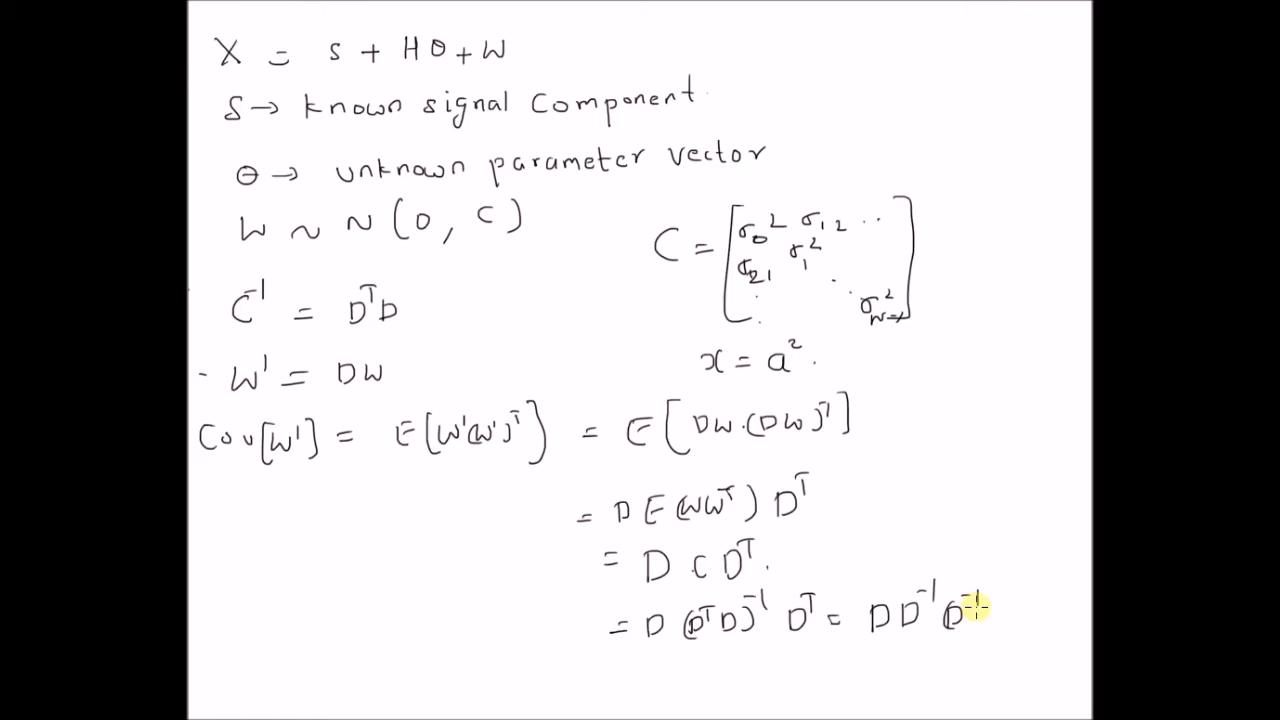 X = s + Hθ + W
S → known signal component
θ → unknown parameter vector
W ~ N(0, C)
C = [σ₀² σ₁₂ ..
σ₂₁ σ₁²
: . . .
σ²_N-1]
C⁻¹ = DᵀD
x = a².
- W' = DW
Cov[W'] = E[W'(W')ᵀ] = E[DW.(DW)ᵀ]
= D E(WWᵀ) Dᵀ
= D C Dᵀ.
= D (DᵀD)⁻¹ Dᵀ = D D⁻¹ (D⁻¹